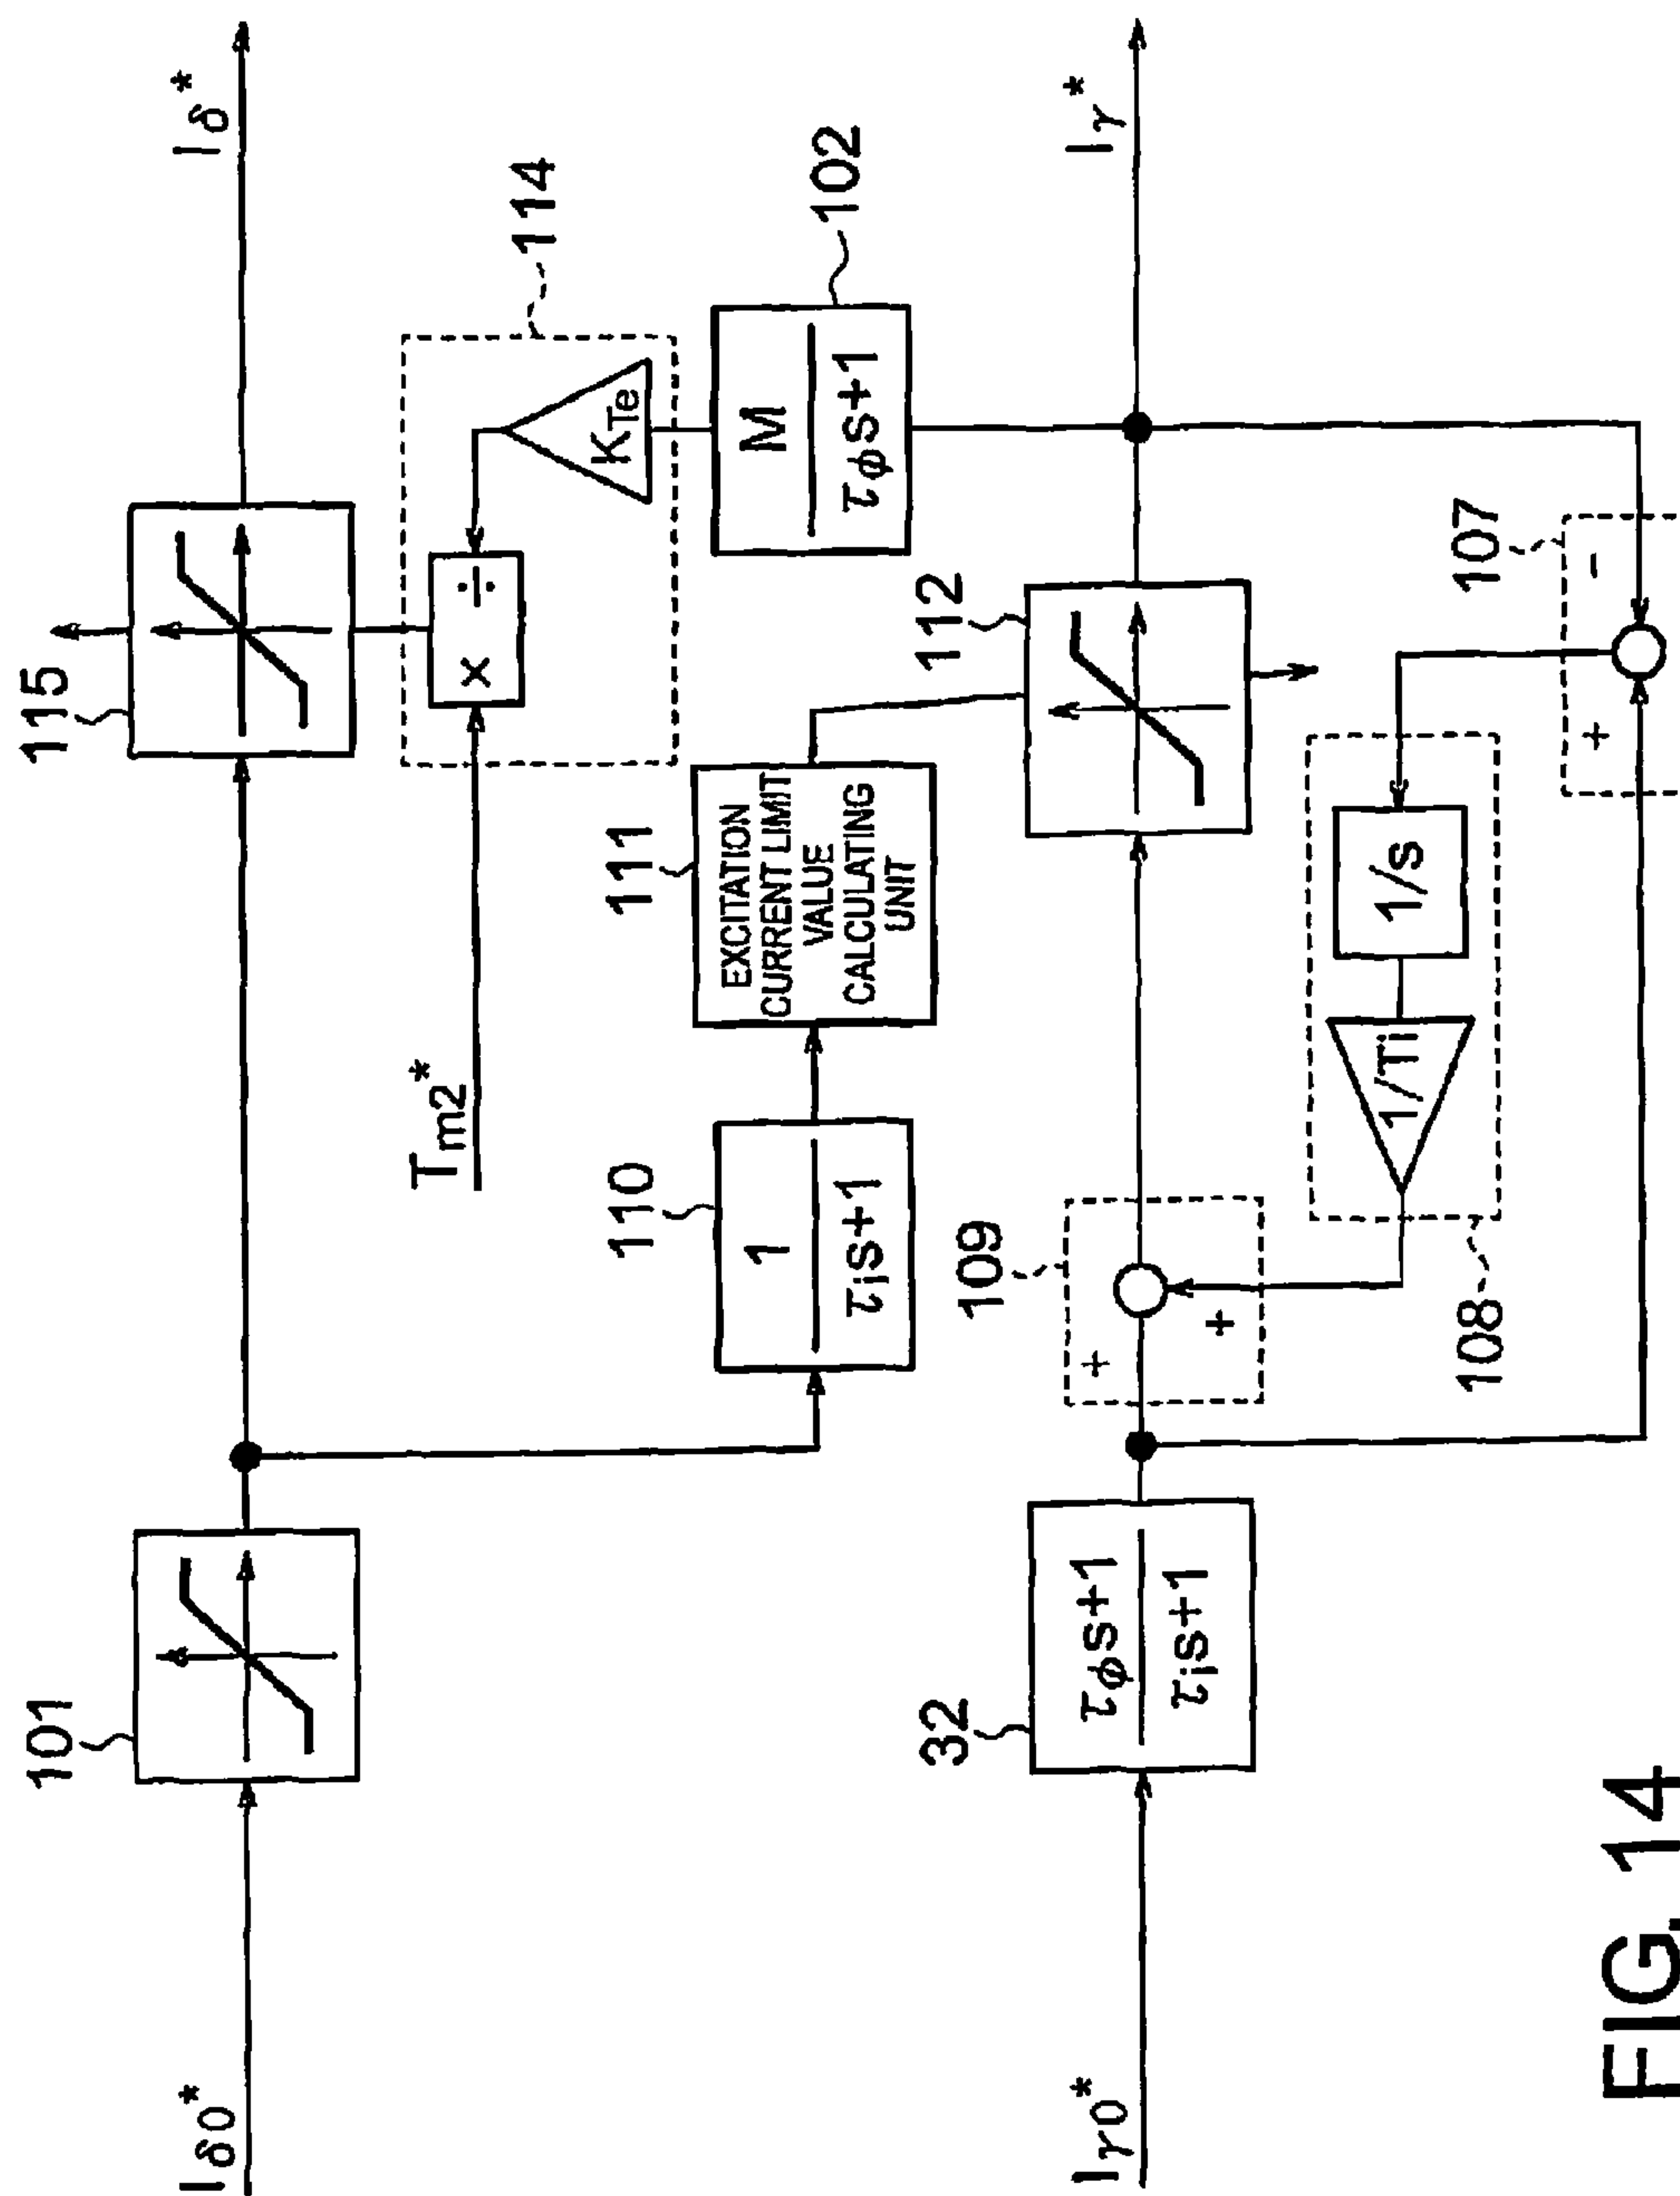 101
Iδ0*
115
Iδ*
Tm2*
x ÷
KTe
114
110
1
τis+1
111
EXCITATION
CURRENT LIMIT
VALUE
CALCULATING
UNIT
M
τϕs+1
102
32
Iγ0*
τϕs+1
τis+1
109
+
+
112
Iγ*
108
1/Ti
1/s
107
+
-
FIG. 14